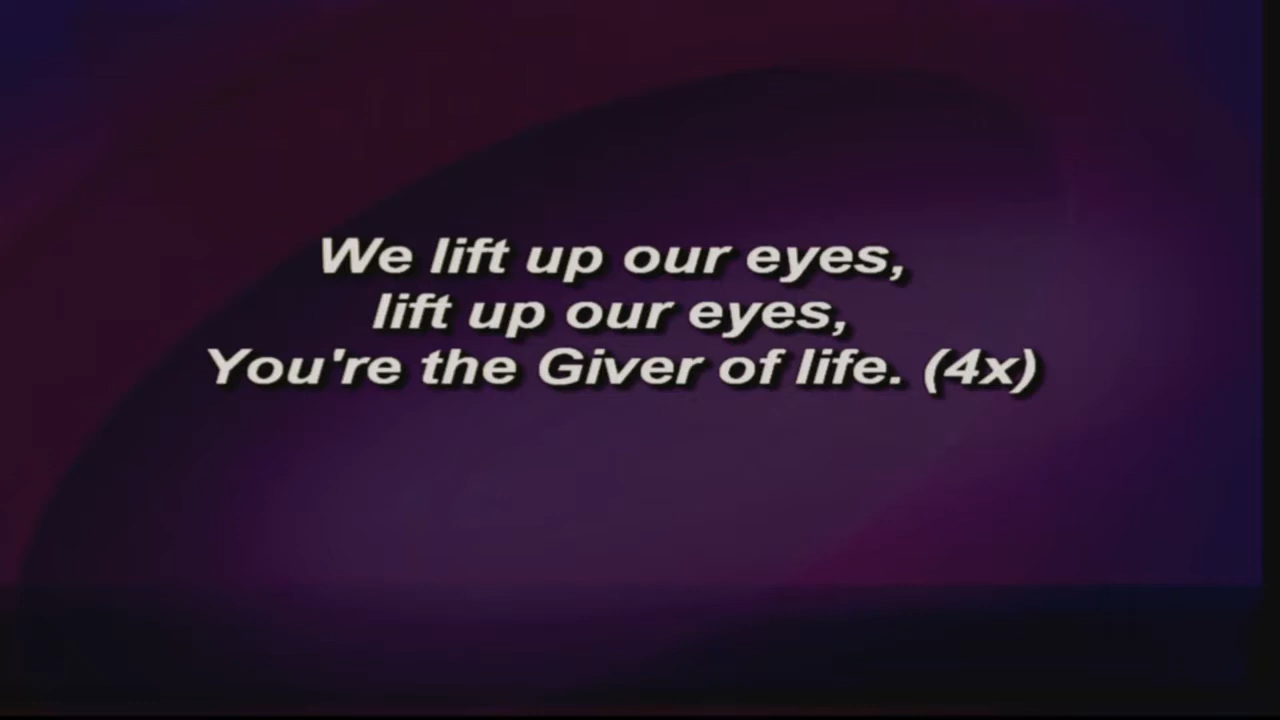 We lift up our eyes,
lift up our eyes,
You're the Giver of life. (4x)